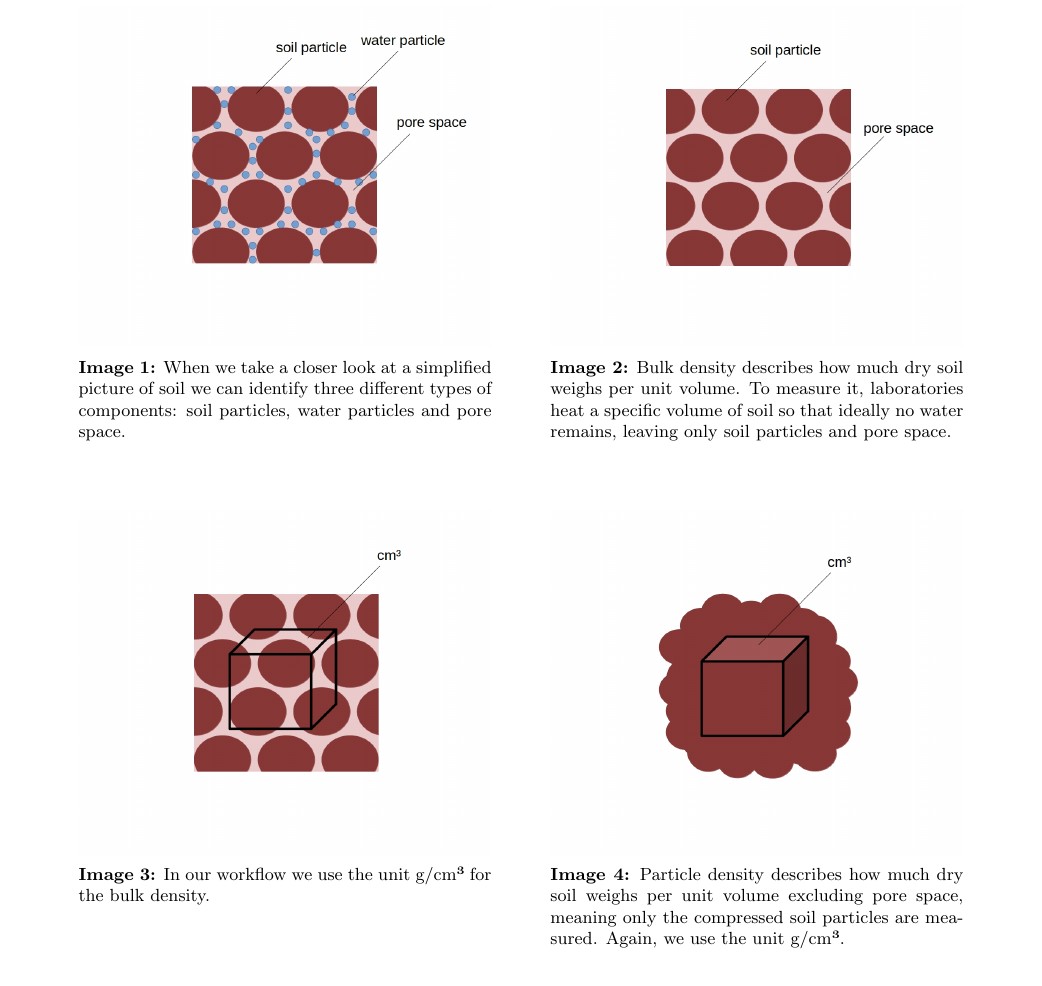 soil particle
water particle
pore space
soil particle
pore space
Image 1: When we take a closer look at a simplified
picture of soil we can identify three different types of
components: soil particles, water particles and pore
space.
Image 2: Bulk density describes how much dry soil
weighs per unit volume. To measure it, laboratories
heat a specific volume of soil so that ideally no water
remains, leaving only soil particles and pore space.
cm³
cm³
Image 3: In our workflow we use the unit g/cm³ for
the bulk density.
Image 4: Particle density describes how much dry
soil weighs per unit volume excluding pore space,
meaning only the compressed soil particles are mea-
sured. Again, we use the unit g/cm³.